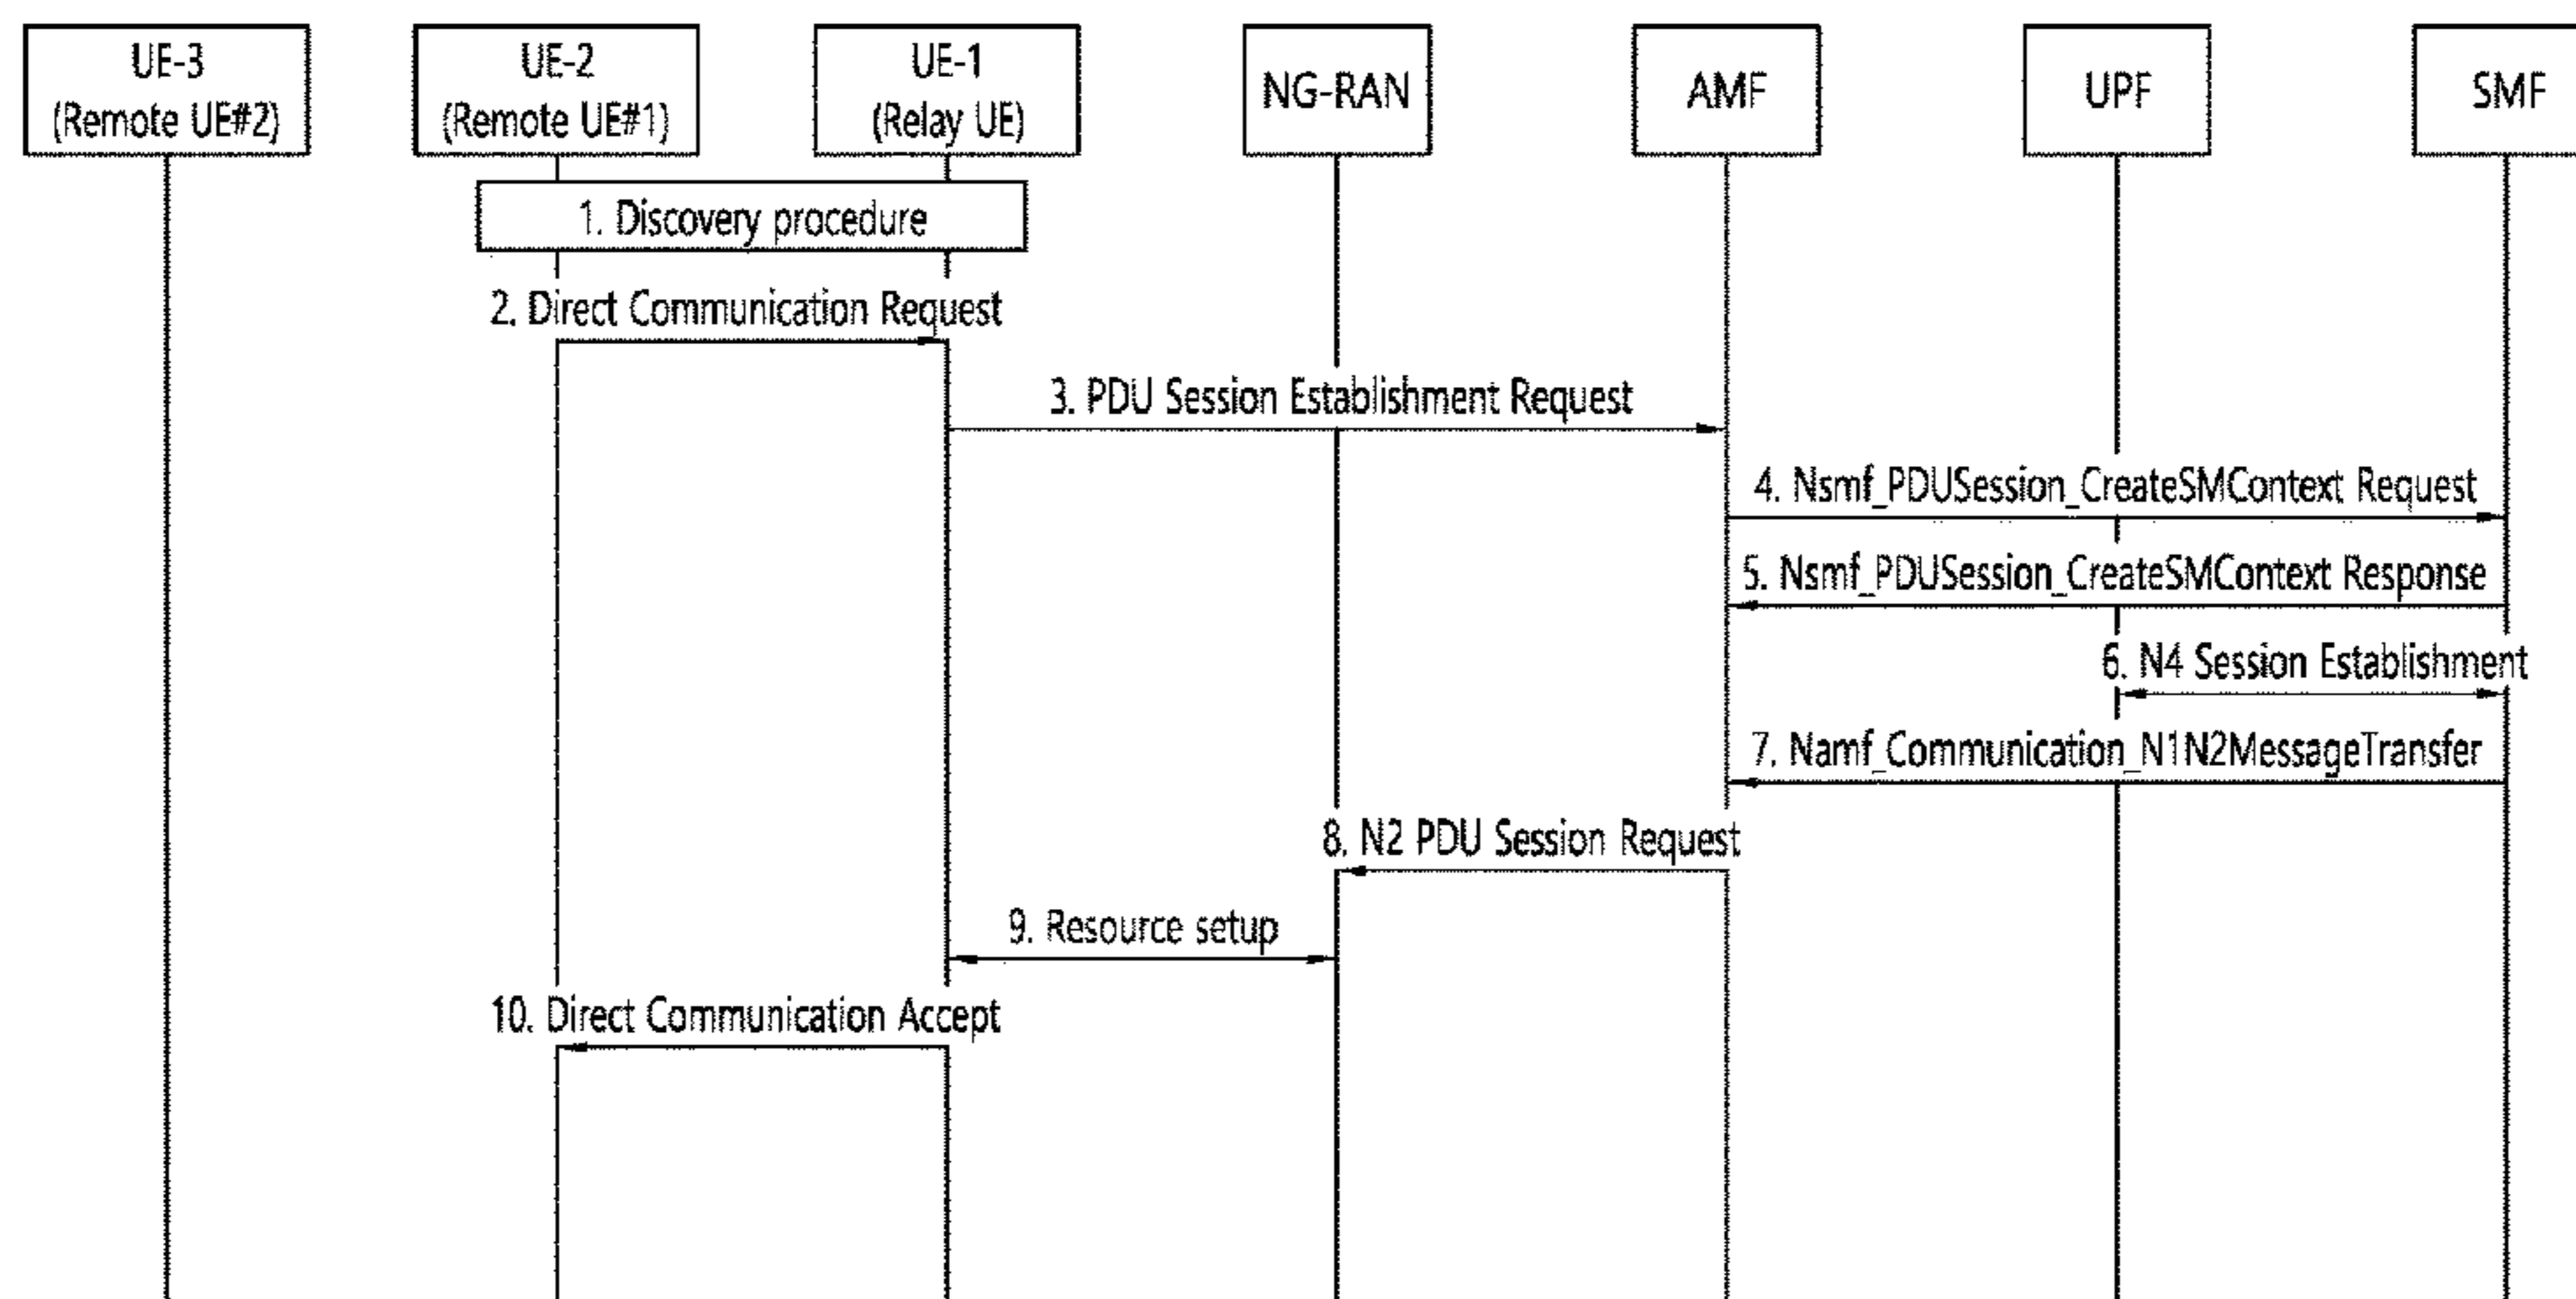 UE-3
(Remote UE#2)
UE-2
(Remote UE#1)
UE-1
(Relay UE)
NG-RAN
AMF
UPF
SMF
1. Discovery procedure
2. Direct Communication Request
3. PDU Session Establishment Request
4. Nsmf_PDUSession_CreateSMContext Request
5. Nsmf_PDUSession_CreateSMContext Response
6. N4 Session Establishment
7. Namf_Communication_N1N2MessageTransfer
8. N2 PDU Session Request
9. Resource setup
10. Direct Communication Accept